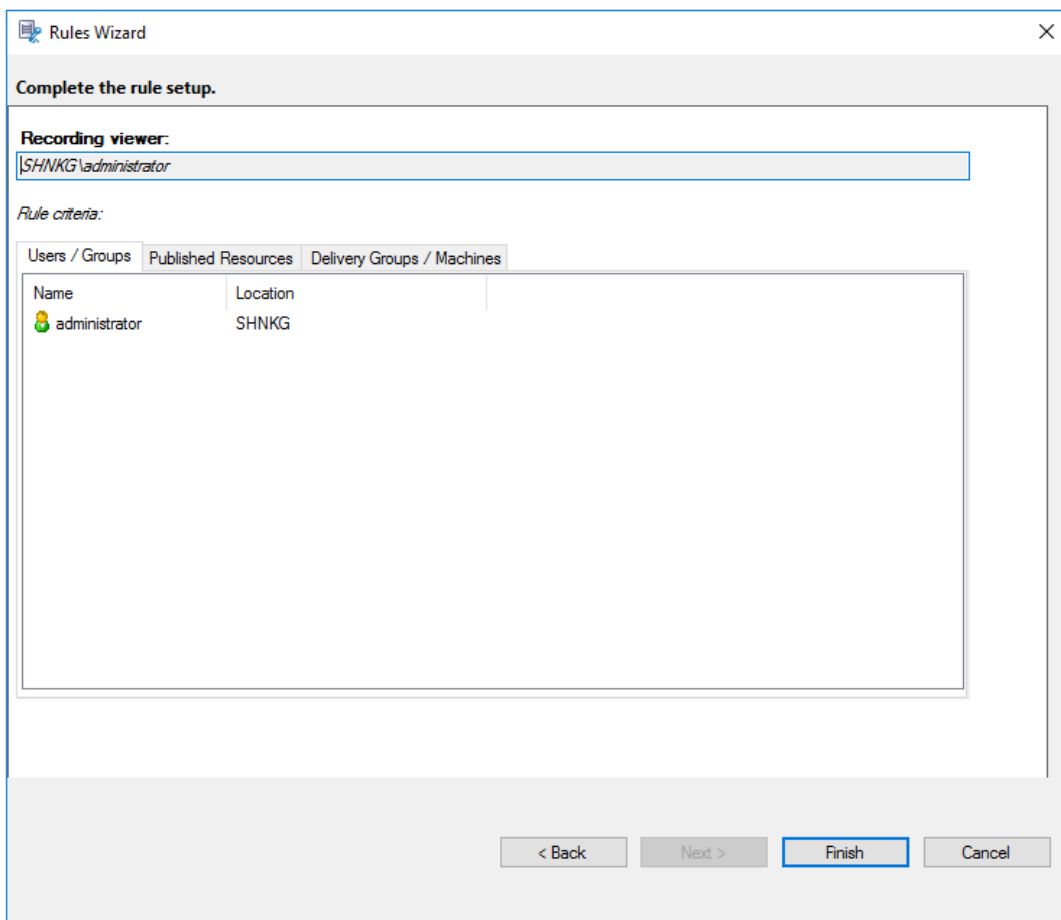 Rules Wizard
Complete the rule setup.
Recording viewer:
SHNKG\administrator
Rule criteria:
Users / Groups Published Resources Delivery Groups / Machines
Name Location
administrator SHNKG
< Back Next > Finish Cancel